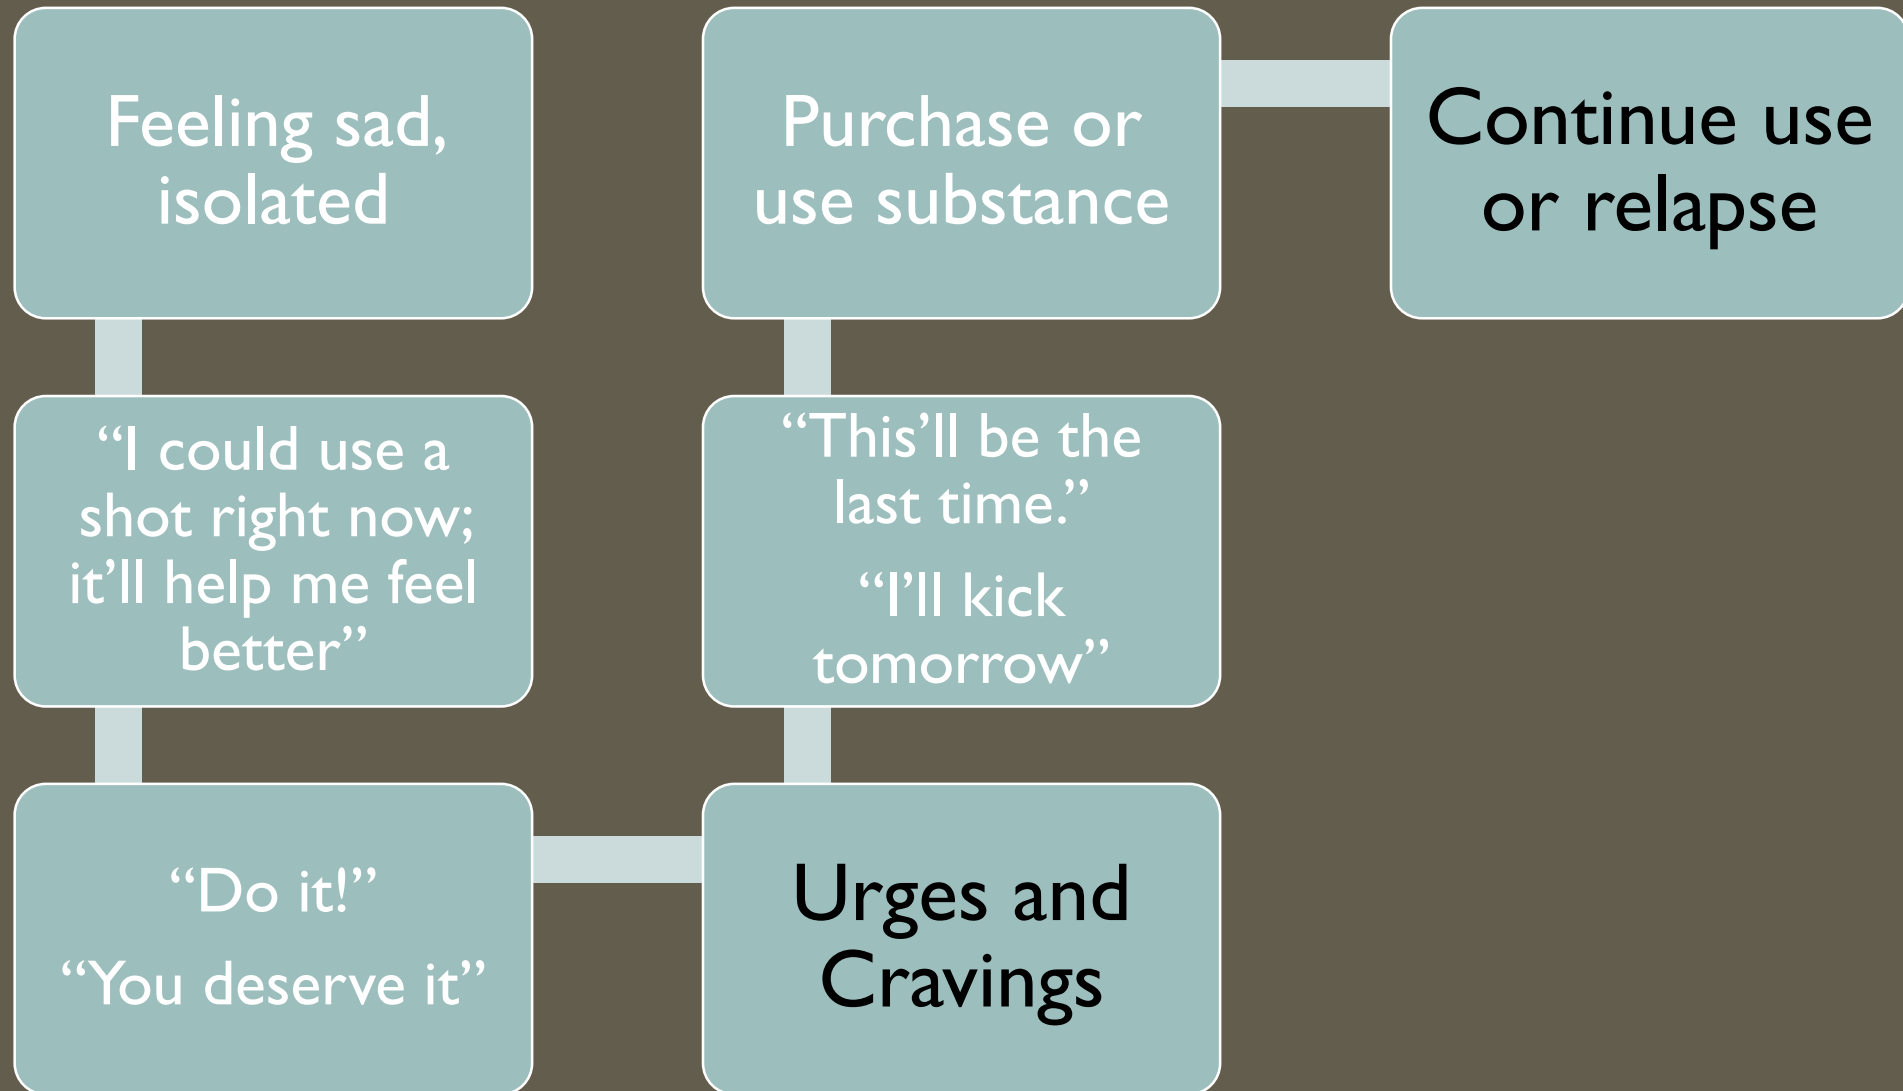 Feeling sad,
isolated
“I could use a
shot right now;
it’ll help me feel
better”
“Do it!”
“You deserve it”
Urges and
Cravings
“This’ll be the
last time.”
“I’ll kick
tomorrow”
Purchase or
use substance
Continue use
or relapse